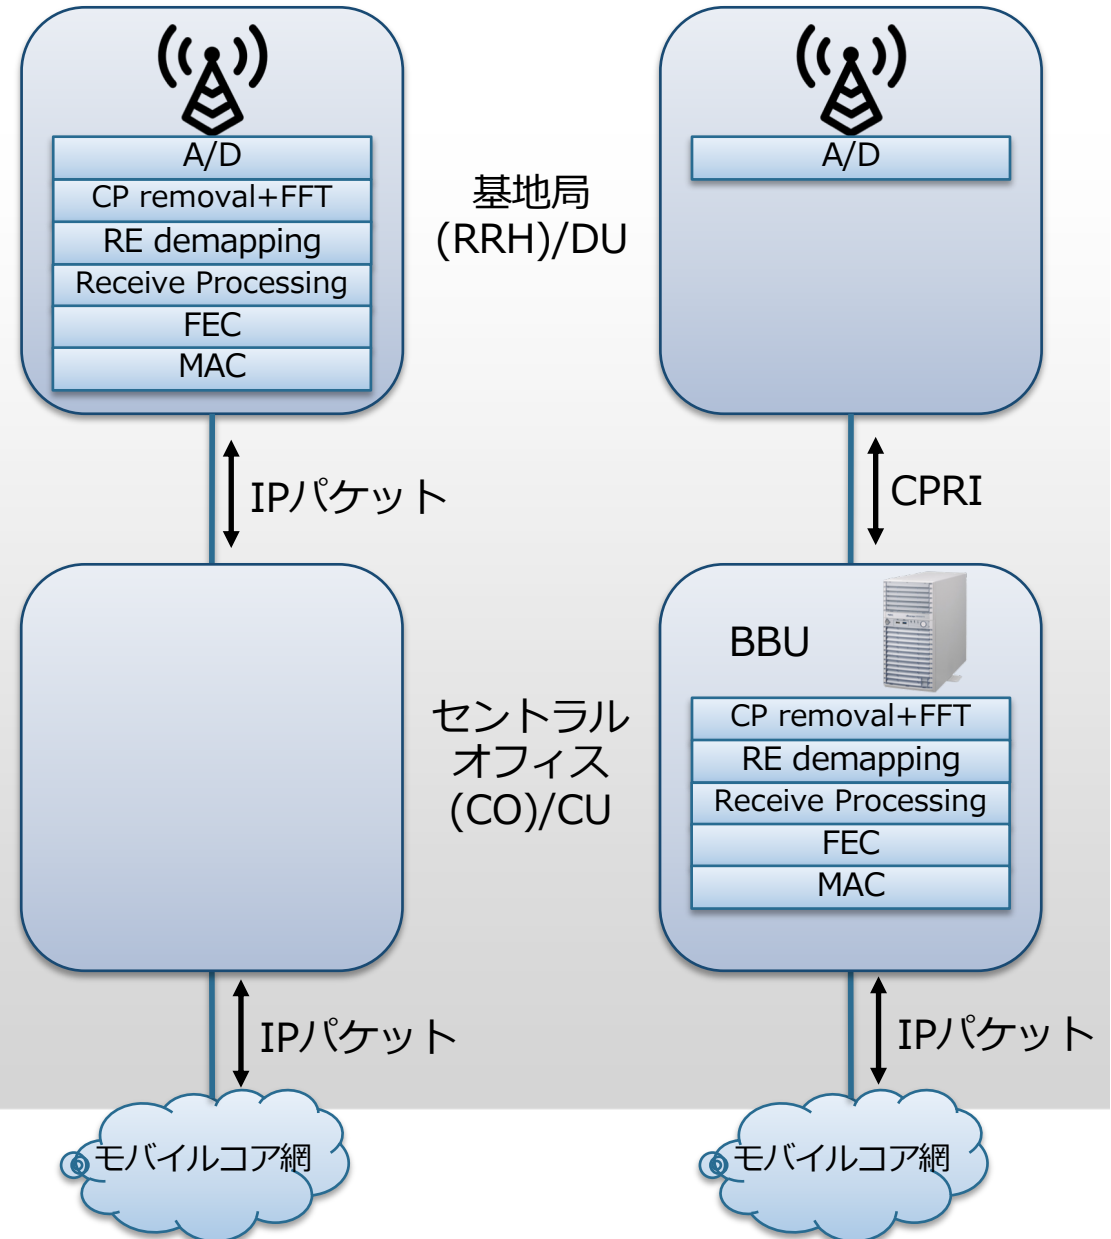 A/D
CP removal+FFT
RE demapping
Receive Processing
FEC
MAC
基地局
(RRH)/DU
A/D
IPパケット
CPRI
セントラル
オフィス
(CO)/CU
BBU
CP removal+FFT
RE demapping
Receive Processing
FEC
MAC
IPパケット
IPパケット
モバイルコア網
モバイルコア網